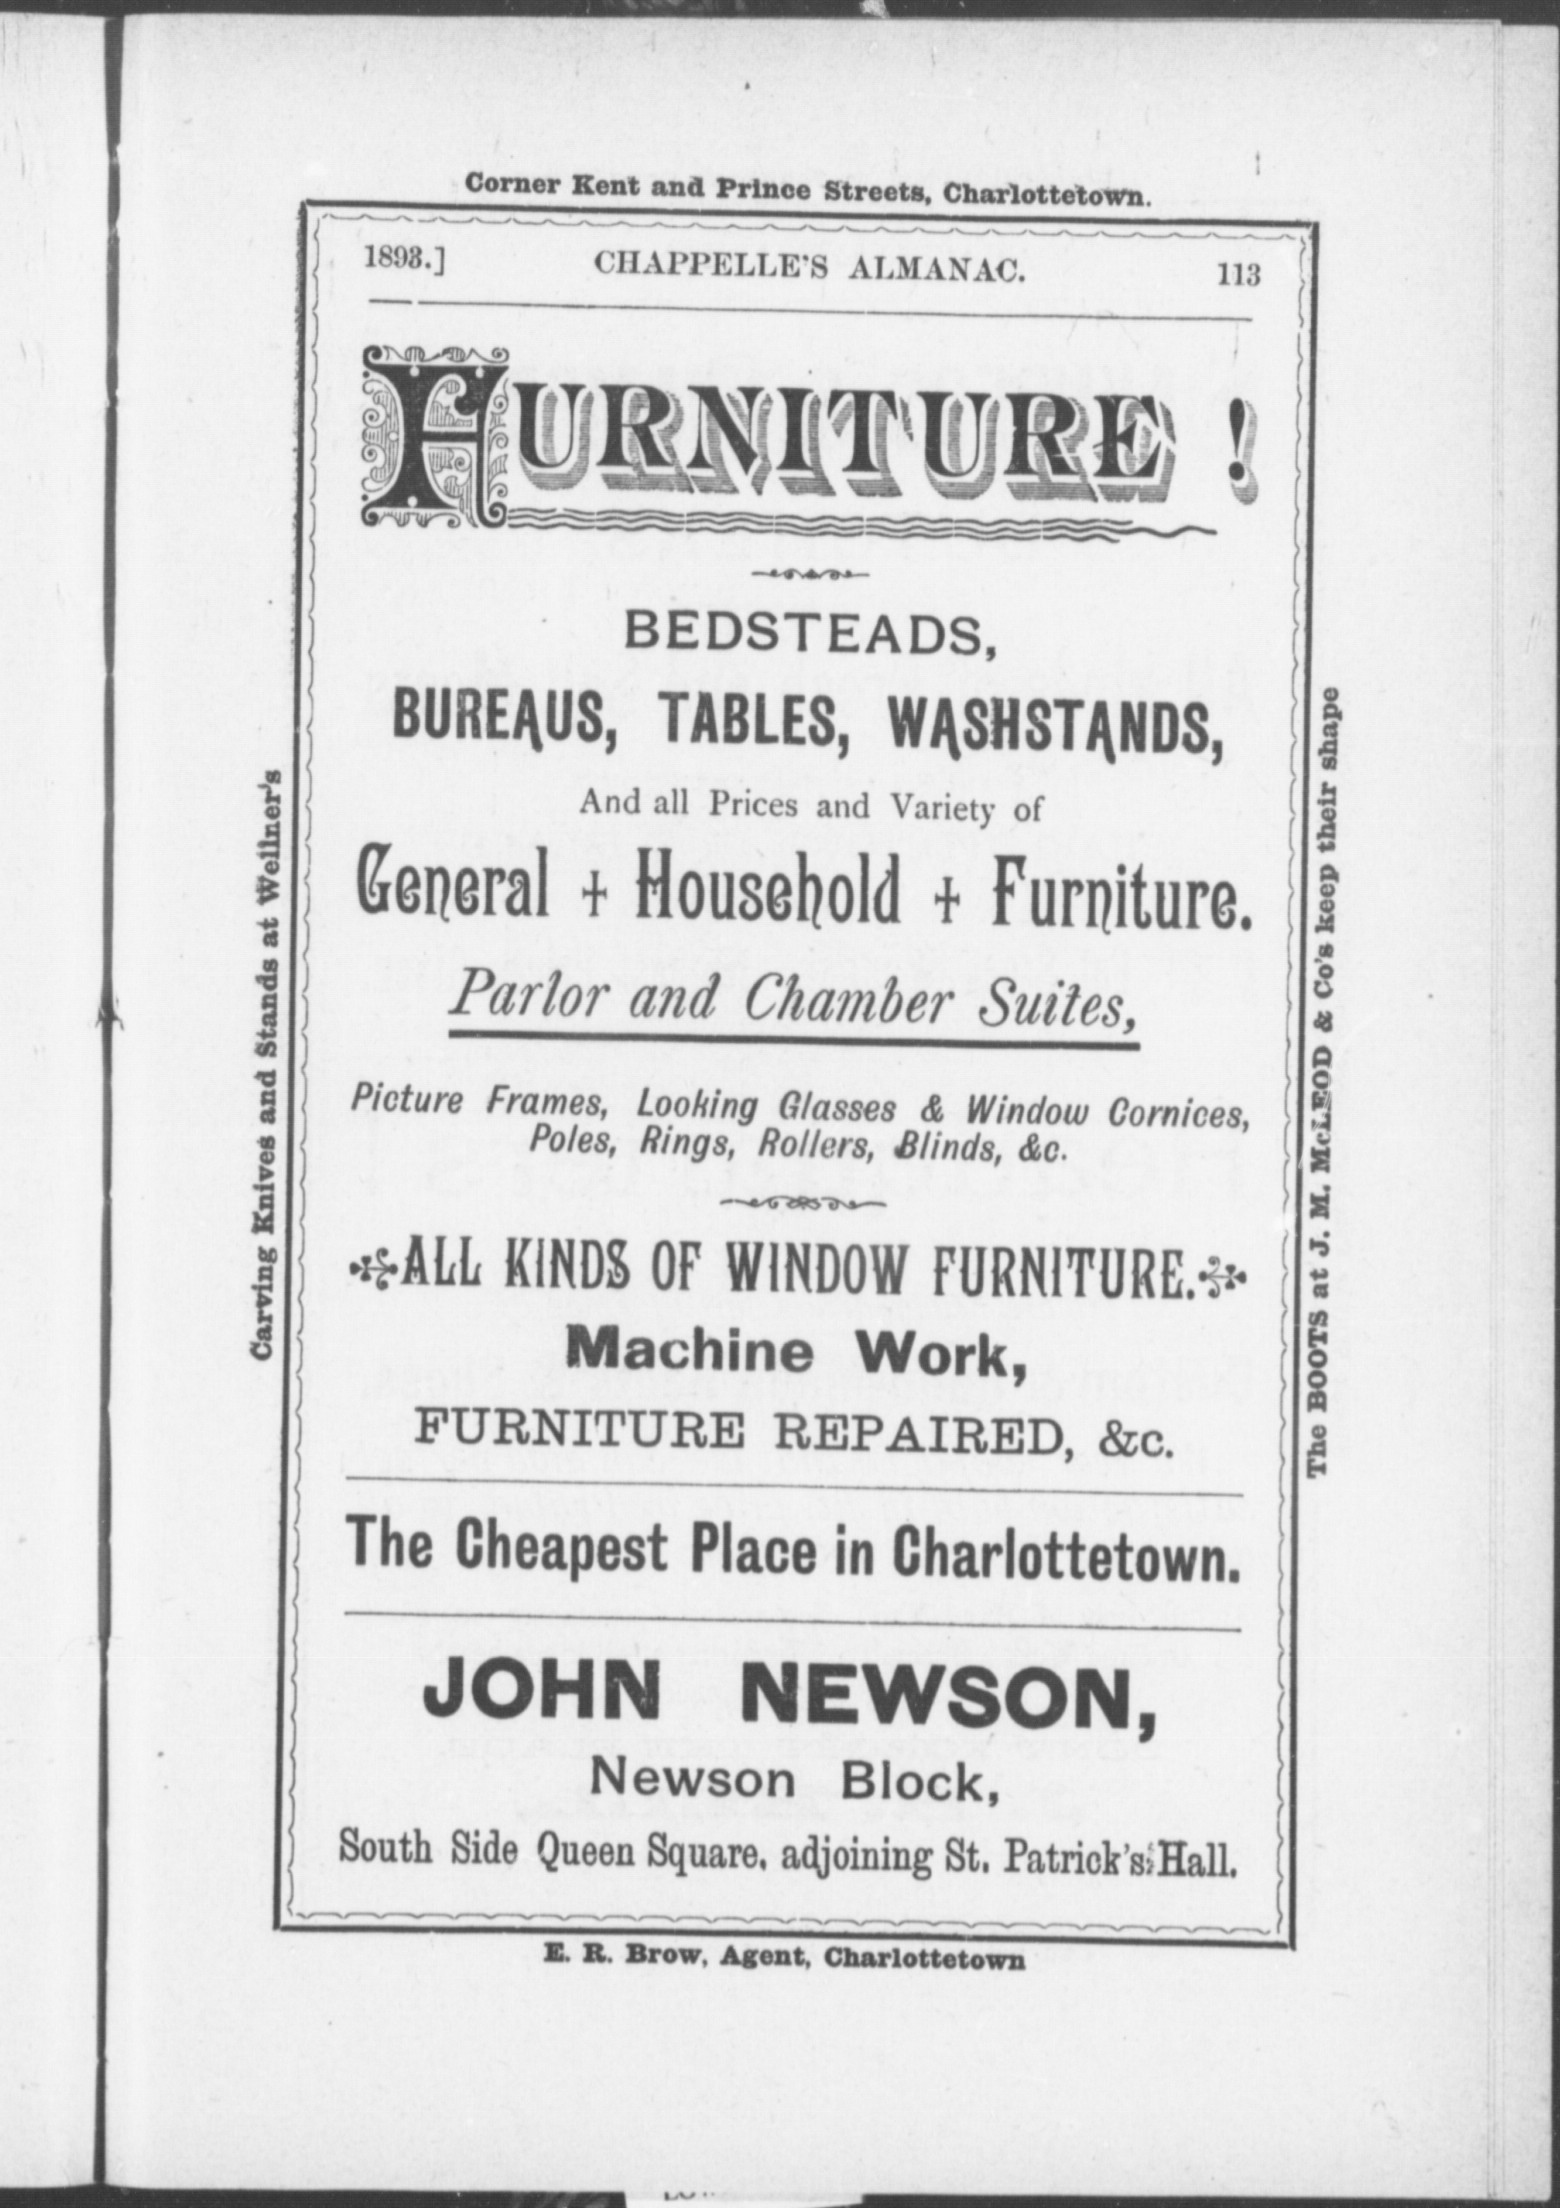 Corner Kent and Prince Streets, Charlottetown.
1893.] CHAPPELLE'S ALMANAC. 113
FURNITURE !
BEDSTEADS,
BUREAUS, TABLES, WASHSTANDS,
And all Prices and Variety of
General + Household + Furniture.
Parlor and Chamber Suites,
Picture Frames, Looking Glasses & Window Cornices,
Poles, Rings, Rollers, Blinds, &c.
ALL KINDS OF WINDOW FURNITURE.
Machine Work,
FURNITURE REPAIRED, &c.
The Cheapest Place in Charlottetown.
JOHN NEWSON,
Newson Block,
South Side Queen Square, adjoining St. Patrick's Hall.
E. R. Brow, Agent, Charlottetown
Carving Knives and Stands at Wellner's
The BOOTS at J. M. McLEOD & Co's keep their shape